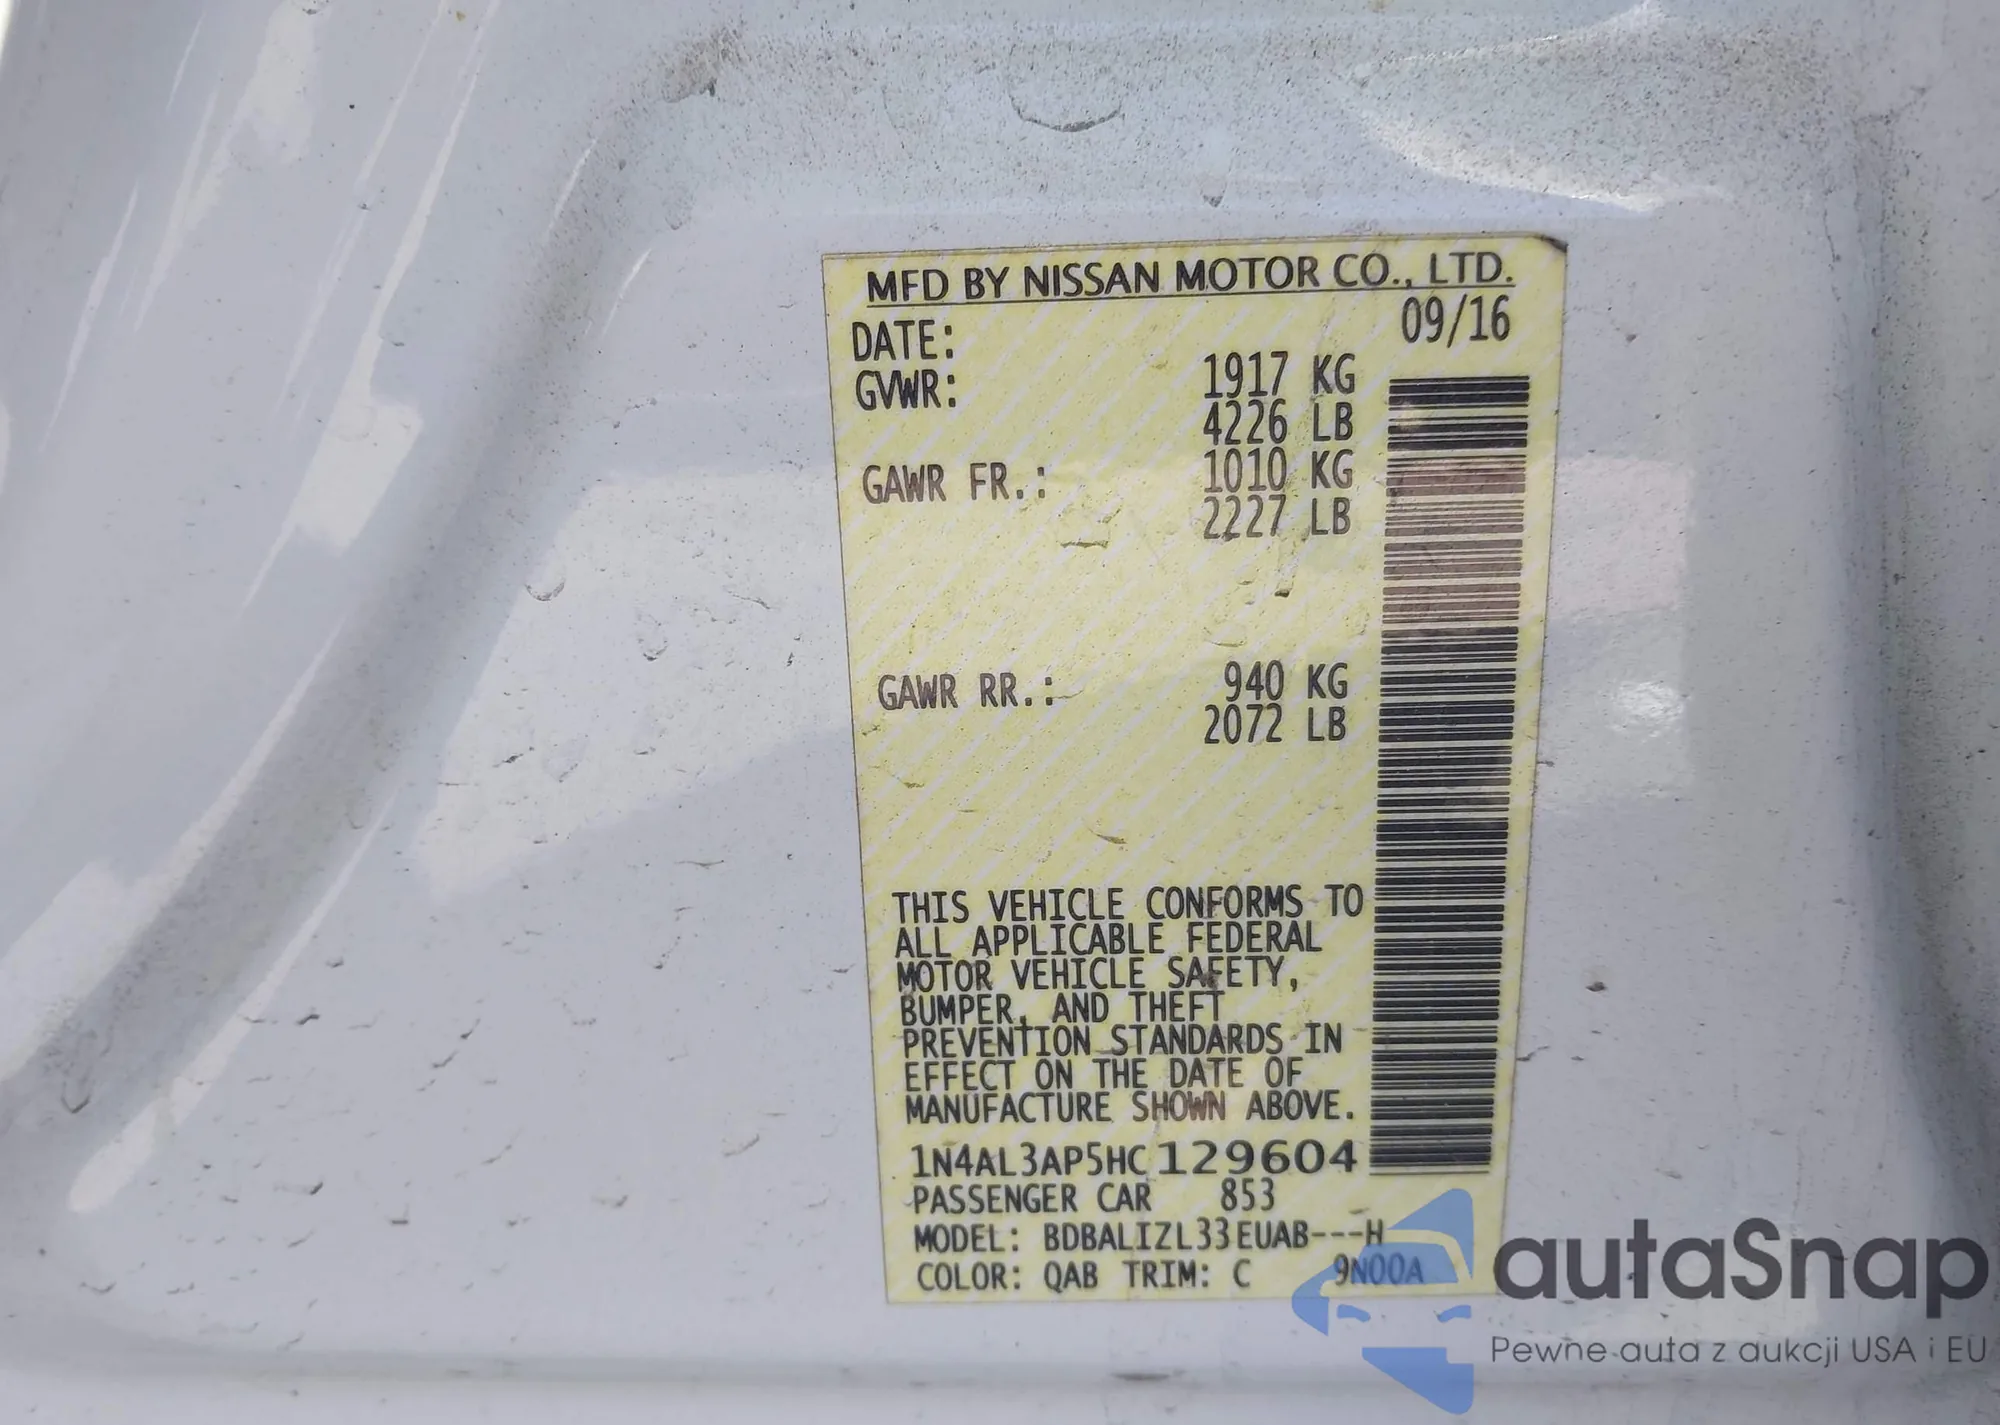 MFD BY NISSAN MOTOR CO., LTD.
DATE: 09/16
GVWR: 1917 KG
4226 LB
GAWR FR.: 1010 KG
2227 LB
GAWR RR.: 940 KG
2072 LB
THIS VEHICLE CONFORMS TO
ALL APPLICABLE FEDERAL
MOTOR VEHICLE SAFETY,
BUMPER, AND THEFT
PREVENTION STANDARDS IN
EFFECT ON THE DATE OF
MANUFACTURE SHOWN ABOVE.
1N4AL3AP5HC129604
PASSENGER CAR 853
MODEL: BDBALIZL33EUAB---H
COLOR: QAB TRIM: C 9N00A
autaSnap
Pewne auta z aukcji USA i EU